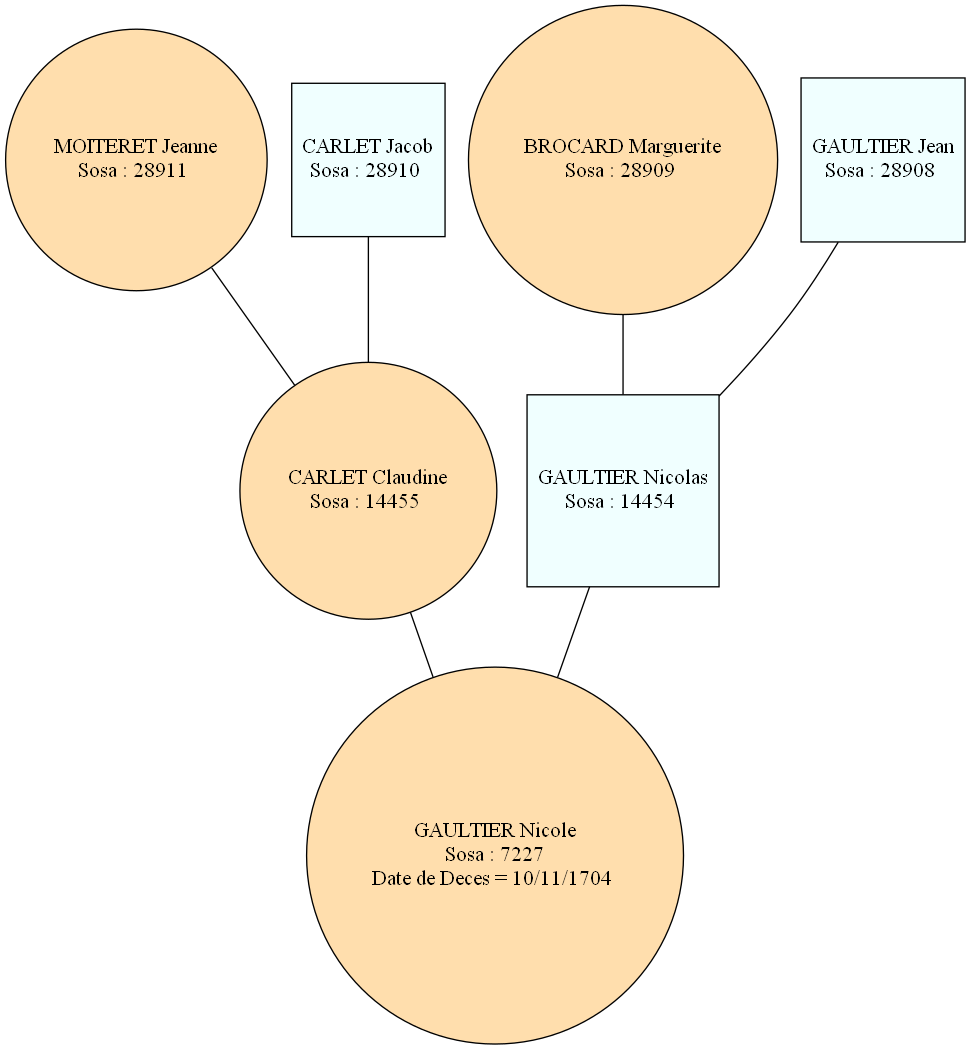 MOITERET Jeanne
Sosa : 28911
CARLET Jacob
Sosa : 28910
BROCARD Marguerite
Sosa : 28909
GAULTIER Jean
Sosa : 28908
CARLET Claudine
Sosa : 14455
GAULTIER Nicolas
Sosa : 14454
GAULTIER Nicole
Sosa : 7227
Date de Deces = 10/11/1704